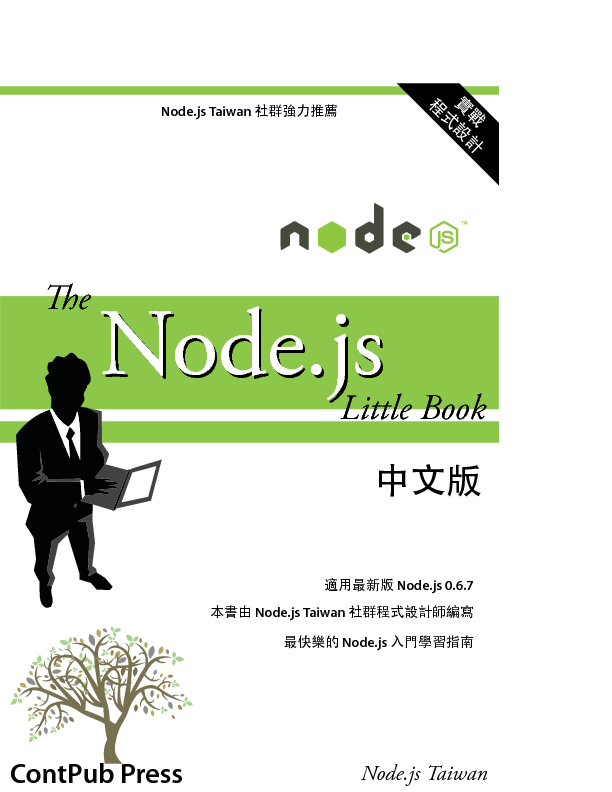 Node.js Taiwan 社群強力推薦
實戰
程式設計
node JS ™
The
Node.js
Little Book
中文版
適用最新版 Node.js 0.6.7
本書由 Node.js Taiwan 社群程式設計師編寫
最快樂的 Node.js 入門學習指南
ContPub Press
Node.js Taiwan